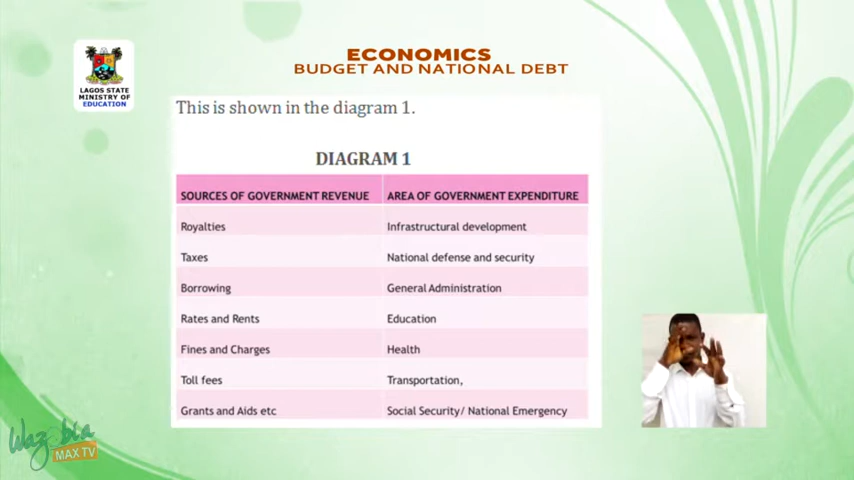 ECONOMICS
BUDGET AND NATIONAL DEBT
LAGOS STATE
MINISTRY OF
EDUCATION
This is shown in the diagram 1.
DIAGRAM 1
SOURCES OF GOVERNMENT REVENUE AREA OF GOVERNMENT EXPENDITURE
Royalties Infrastructural development
Taxes National defense and security
Borrowing General Administration
Rates and Rents Education
Fines and Charges Health
Toll fees Transportation,
Grants and Aids etc Social Security/ National Emergency
Wazobia
MAX TV